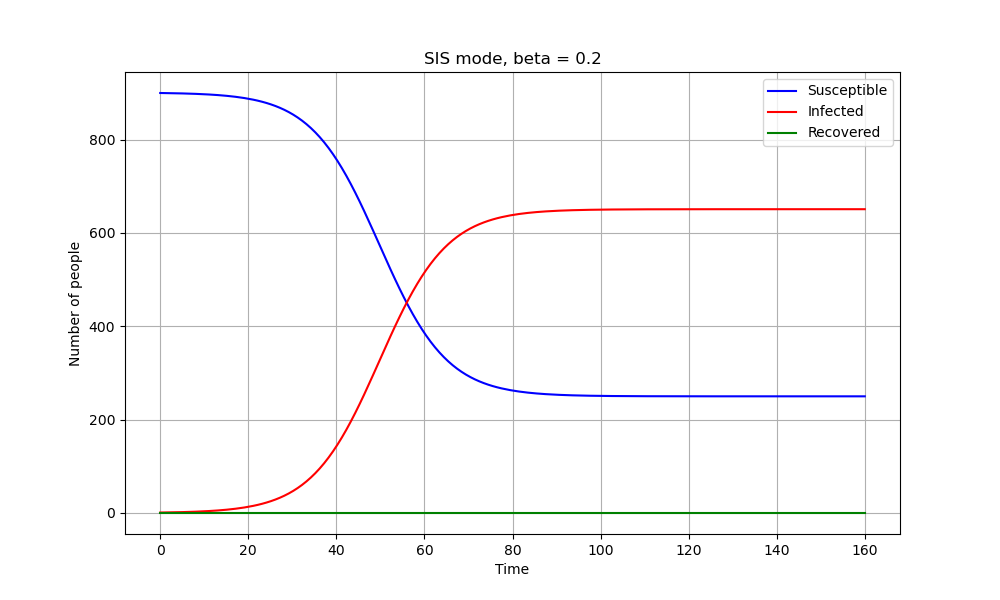 SIS mode, beta = 0.2
Susceptible
Infected
Recovered
Number of people
800
600
400
200
0
0 20 40 60 80 100 120 140 160
Time